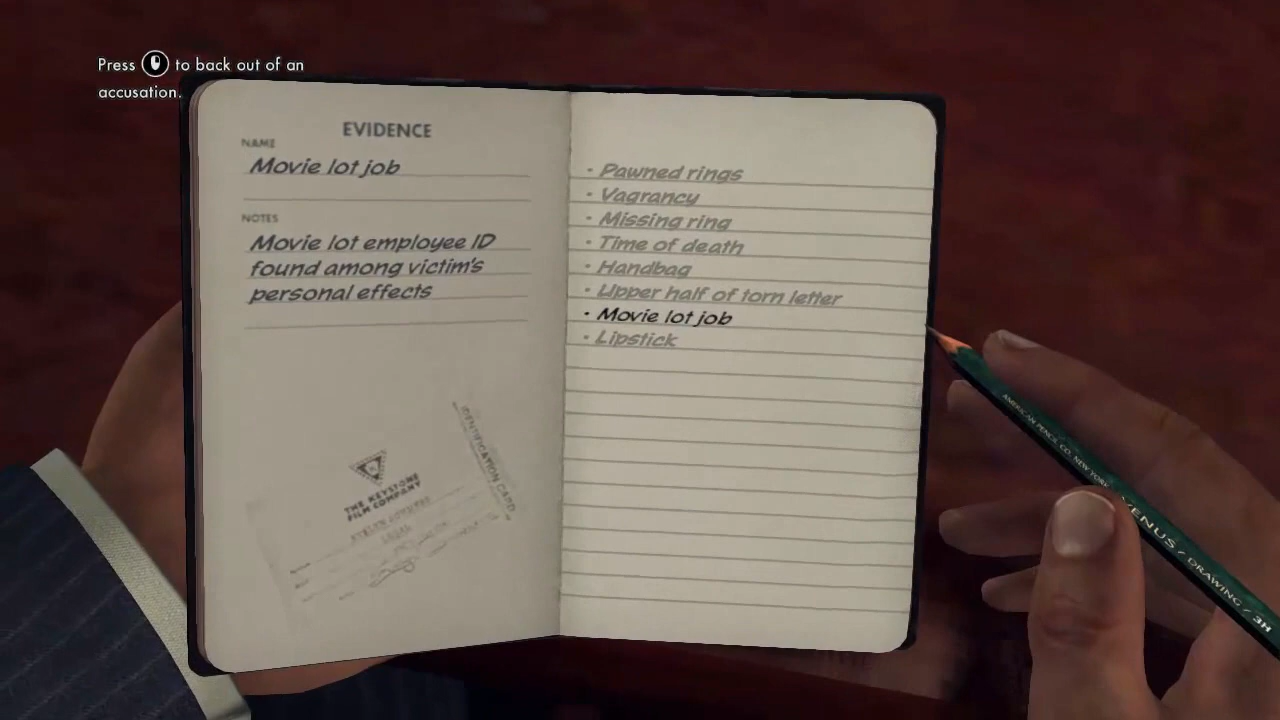 Press to back out of an
accusation.
EVIDENCE
NAME
Movie lot job
NOTES
Movie lot employee ID
found among victim's
personal effects
IDENTIFICATION CARD
THE KEYSTONE
FILM COMPANY
· Pawned rings
· Vagrancy
· Missing ring
· Time of death
· Handbag
· Upper half of torn letter
· Movie lot job
· Lipstick
AMERICAN PENCIL CO. NEW YORK VENUS / DRAWING / 3H